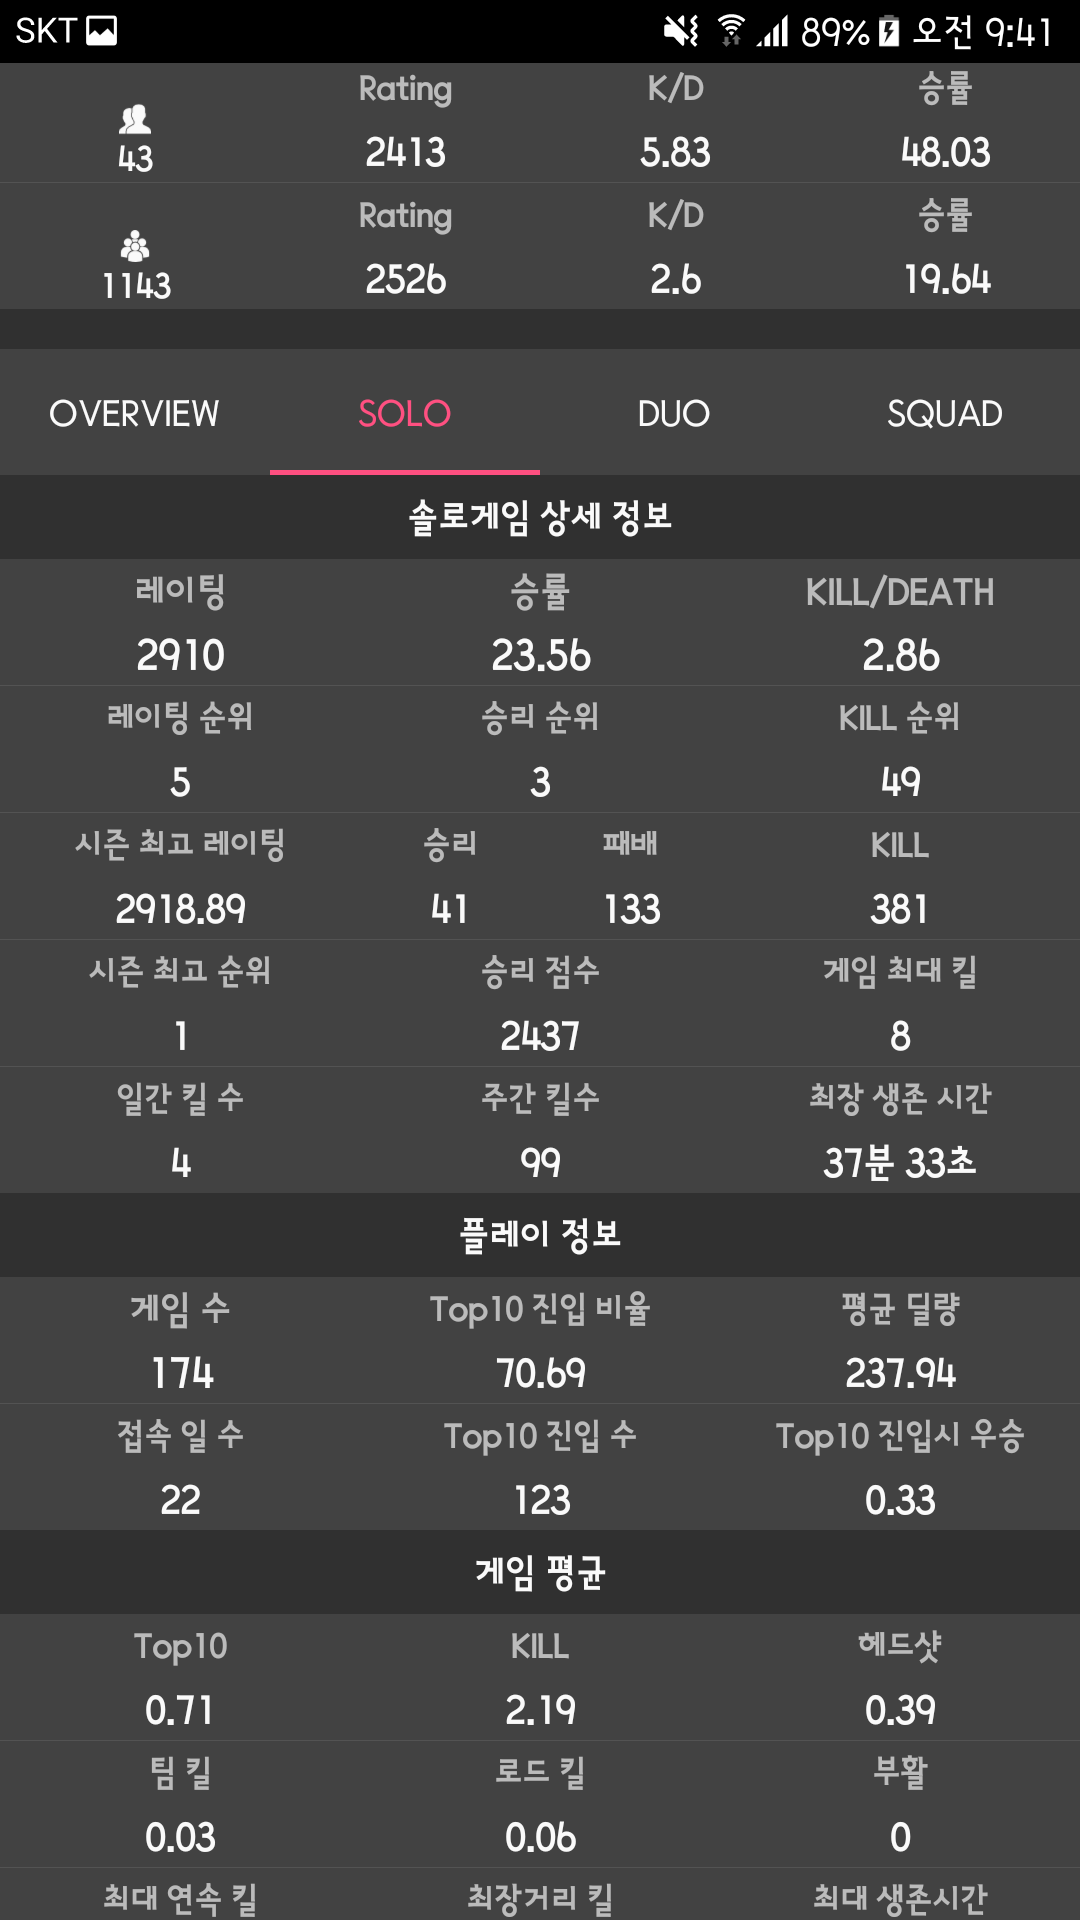 SKT 89% 오전 9:41
Rating K/D 승률
43 2413 5.83 48.03
Rating K/D 승률
1143 2526 2.6 19.64
OVERVIEW SOLO DUO SQUAD
솔로게임 상세 정보
레이팅 승률 KILL/DEATH
2910 23.56 2.86
레이팅 순위 승리 순위 KILL 순위
5 3 49
시즌 최고 레이팅 승리 패배 KILL
2918.89 41 133 381
시즌 최고 순위 승리 점수 게임 최대 킬
1 2437 8
일간 킬 수 주간 킬수 최장 생존 시간
4 99 37분 33초
플레이 정보
게임 수 Top10 진입 비율 평균 딜량
174 70.69 237.94
접속 일 수 Top10 진입 수 Top10 진입시 우승
22 123 0.33
게임 평균
Top10 KILL 헤드샷
0.71 2.19 0.39
팀 킬 로드 킬 부활
0.03 0.06 0
최대 연속 킬 최장거리 킬 최대 생존시간